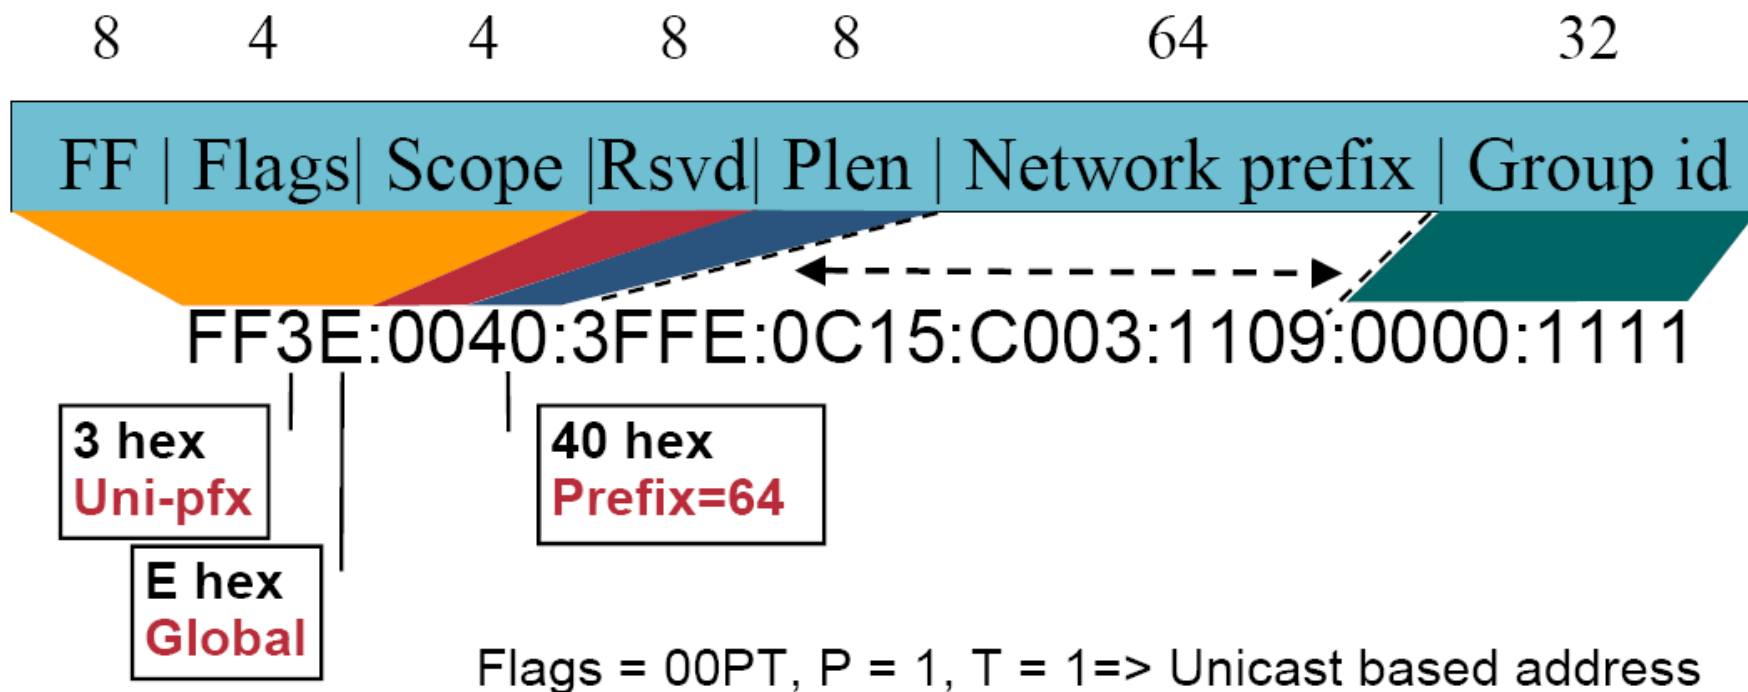 8 4 4 8 8 64 32
FF | Flags| Scope |Rsvd| Plen | Network prefix | Group id
FF3E:0040:3FFE:0C15:C003:1109:0000:1111
3 hex
Uni-pfx
40 hex
Prefix=64
E hex
Global
Flags = 00PT, P = 1, T = 1=> Unicast based address